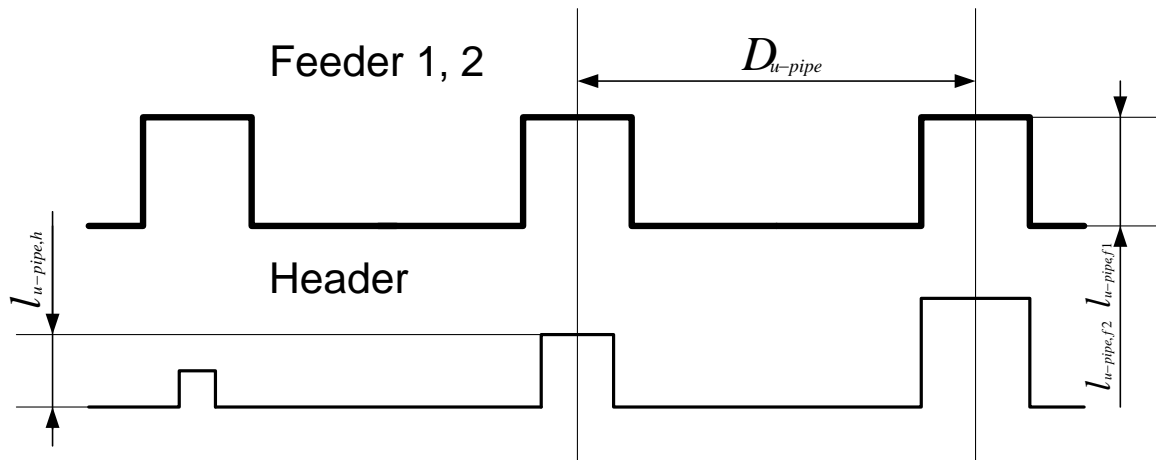 Feeder 1, 2
D_{u-pipe}
l_{u-pipe,h}
Header
l_{u-pipe,f2} l_{u-pipe,f1}